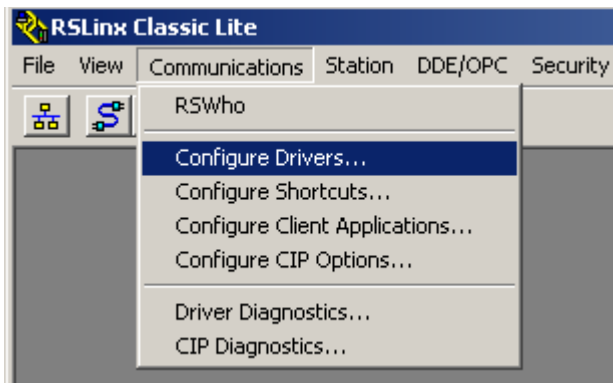 RSLinx Classic Lite
File View Communications Station DDE/OPC Security
RSWho
Configure Drivers...
Configure Shortcuts...
Configure Client Applications...
Configure CIP Options...
Driver Diagnostics...
CIP Diagnostics...